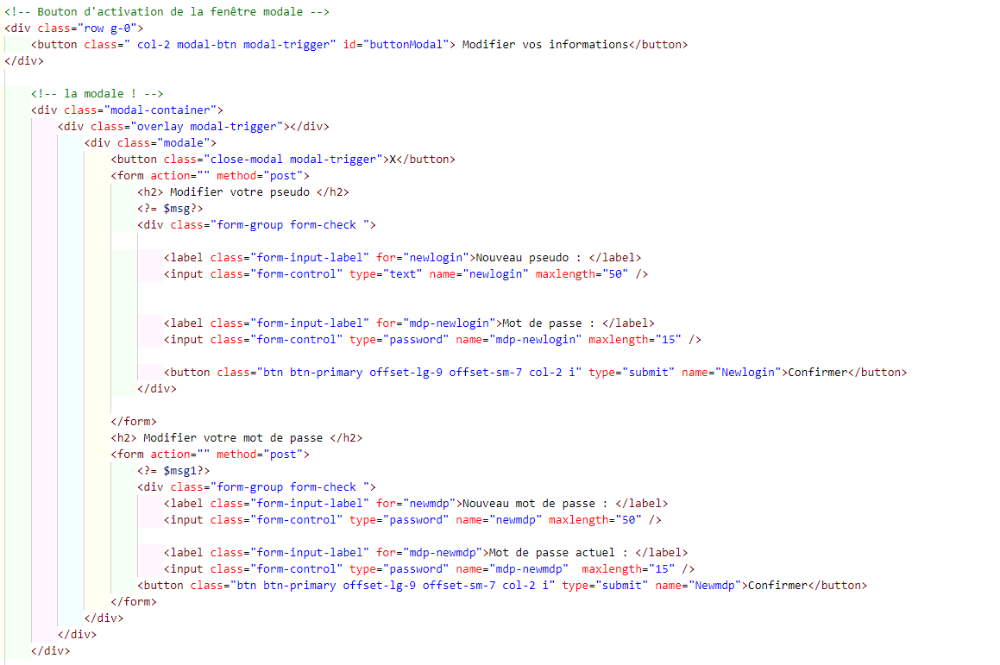 <!-- Bouton d'activation de la fenêtre modale -->
<div class="row g-0">
<button class=" col-2 modal-btn modal-trigger" id="buttonModal"> Modifier vos informations</button>
</div>
<!-- la modale ! -->
<div class="modal-container">
<div class="overlay modal-trigger"></div>
<div class="modale">
<button class="close-modal modal-trigger">X</button>
<form action="" method="post">
<h2> Modifier votre pseudo </h2>
<?= $msg?>
<div class="form-group form-check ">
<label class="form-input-label" for="newlogin">Nouveau pseudo : </label>
<input class="form-control" type="text" name="newlogin" maxlength="50" />
<label class="form-input-label" for="mdp-newlogin">Mot de passe : </label>
<input class="form-control" type="password" name="mdp-newlogin" maxlength="15" />
<button class="btn btn-primary offset-lg-9 offset-sm-7 col-2 i" type="submit" name="Newlogin">Confirmer</button>
</div>
</form>
<h2> Modifier votre mot de passe </h2>
<form action="" method="post">
<?= $msg1?>
<div class="form-group form-check ">
<label class="form-input-label" for="newmdp">Nouveau mot de passe : </label>
<input class="form-control" type="password" name="newmdp" maxlength="50" />
<label class="form-input-label" for="mdp-newmdp">Mot de passe actuel : </label>
<input class="form-control" type="password" name="mdp-newmdp"  maxlength="15" />
<button class="btn btn-primary offset-lg-9 offset-sm-7 col-2 i" type="submit" name="Newmdp">Confirmer</button>
</form>
</div>
</div>
</div>